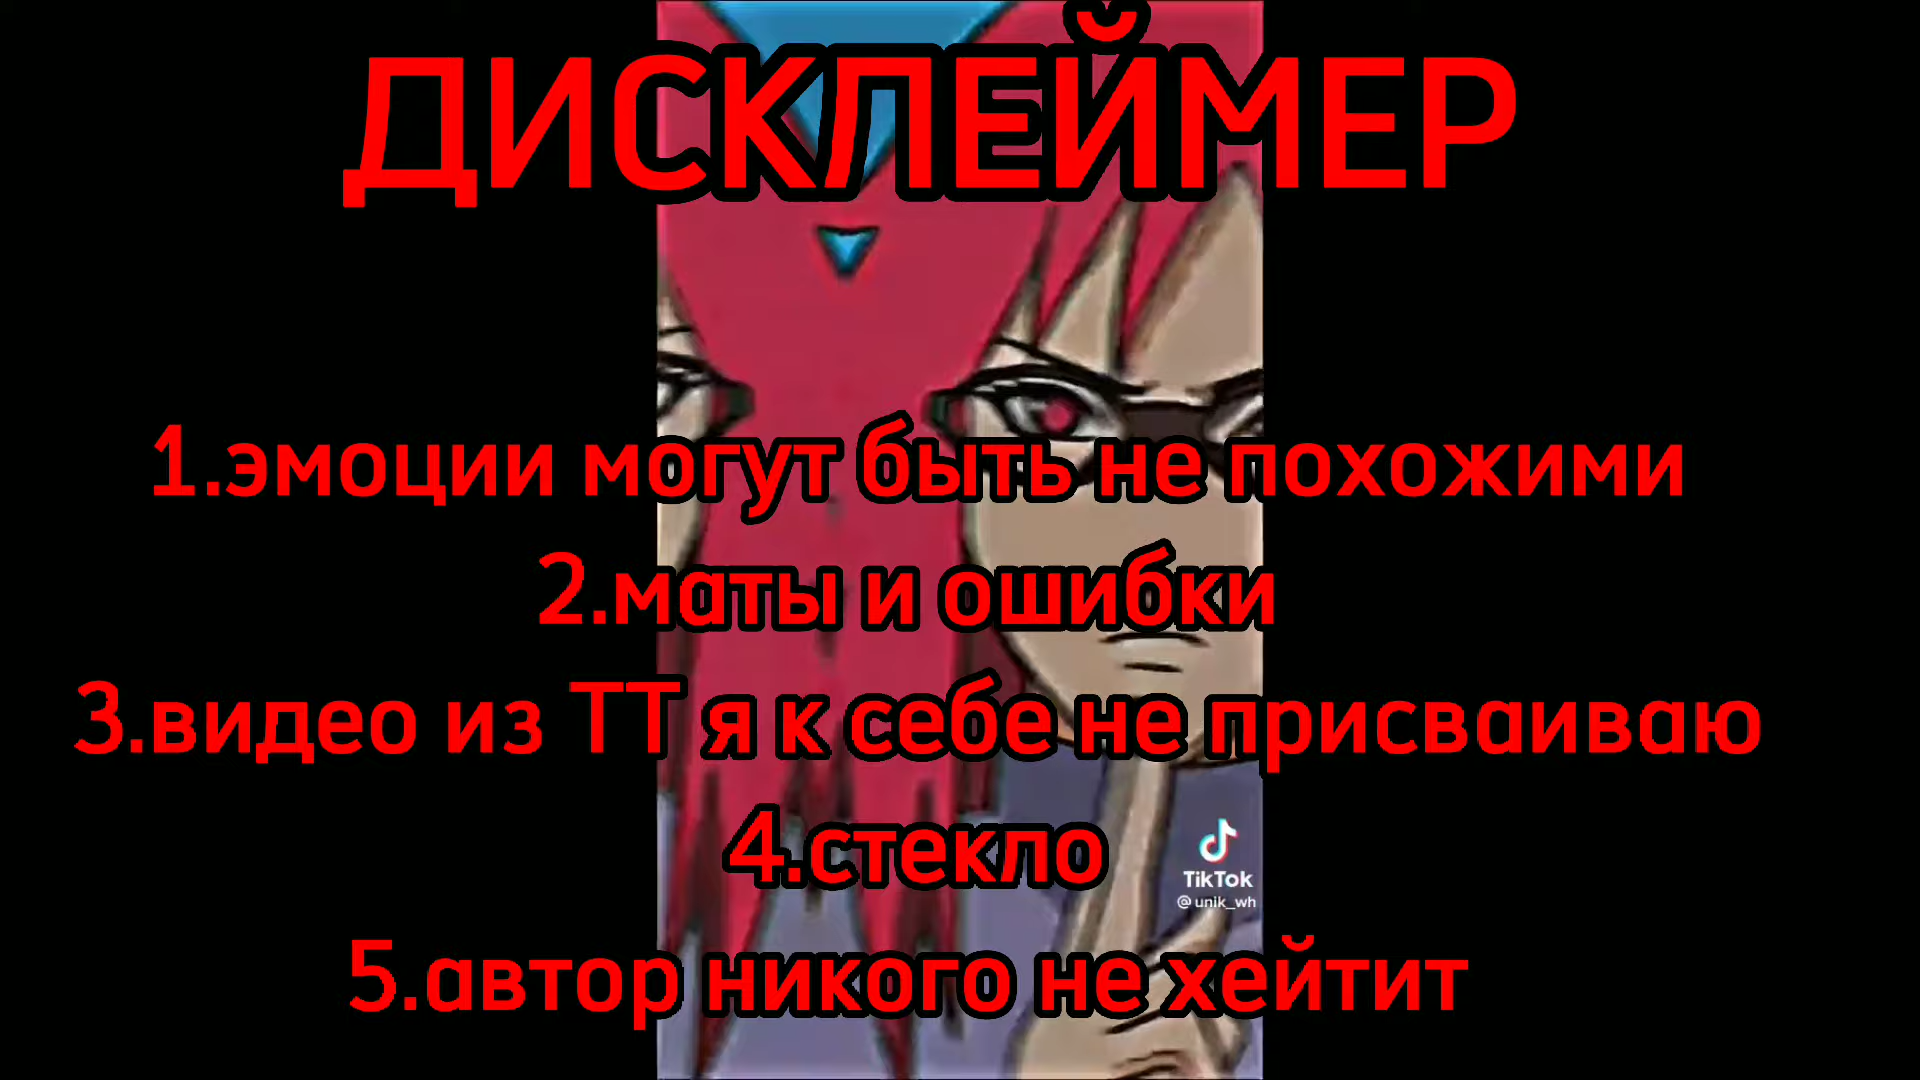 ДИСКЛЕЙМЕР
1.эмоции могут быть не похожими
2.маты и ошибки
3.видео из ТТ я к себе не присваиваю
4.стекло
TikTok
@unik_wh
5.автор никого не хейтит